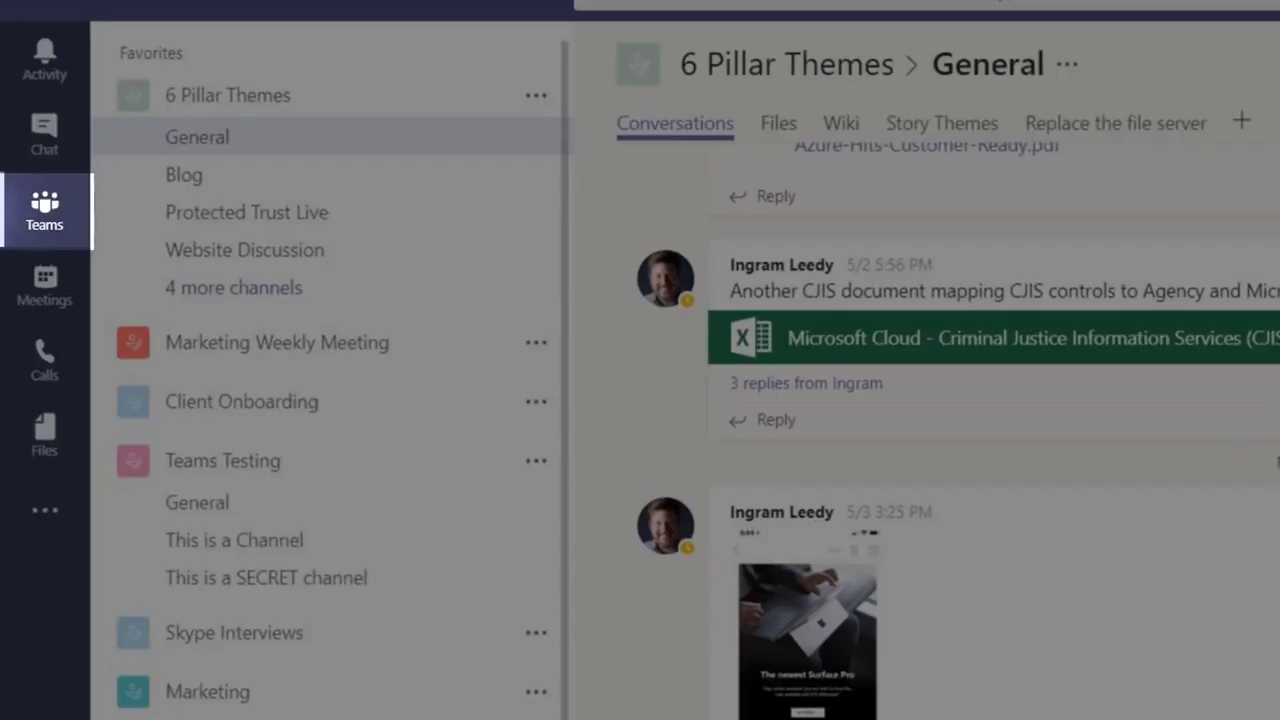 Activity
Chat
Teams
Meetings
Calls
Files
Favorites
6 Pillar Themes
General
Blog
Protected Trust Live
Website Discussion
4 more channels
Marketing Weekly Meeting
Client Onboarding
Teams Testing
General
This is a Channel
This is a SECRET channel
Skype Interviews
Marketing
6 Pillar Themes > General
Conversations Files Wiki Story Themes Replace the file server
Azure-Hits-Customer-Ready.pdf
Reply
Ingram Leedy 5/2 5:56 PM
Another CJIS document mapping CJIS controls to Agency and Micr
Microsoft Cloud - Criminal Justice Information Services (CJIS
3 replies from Ingram
Reply
Ingram Leedy 5/3 3:25 PM
The newest Surface Pro